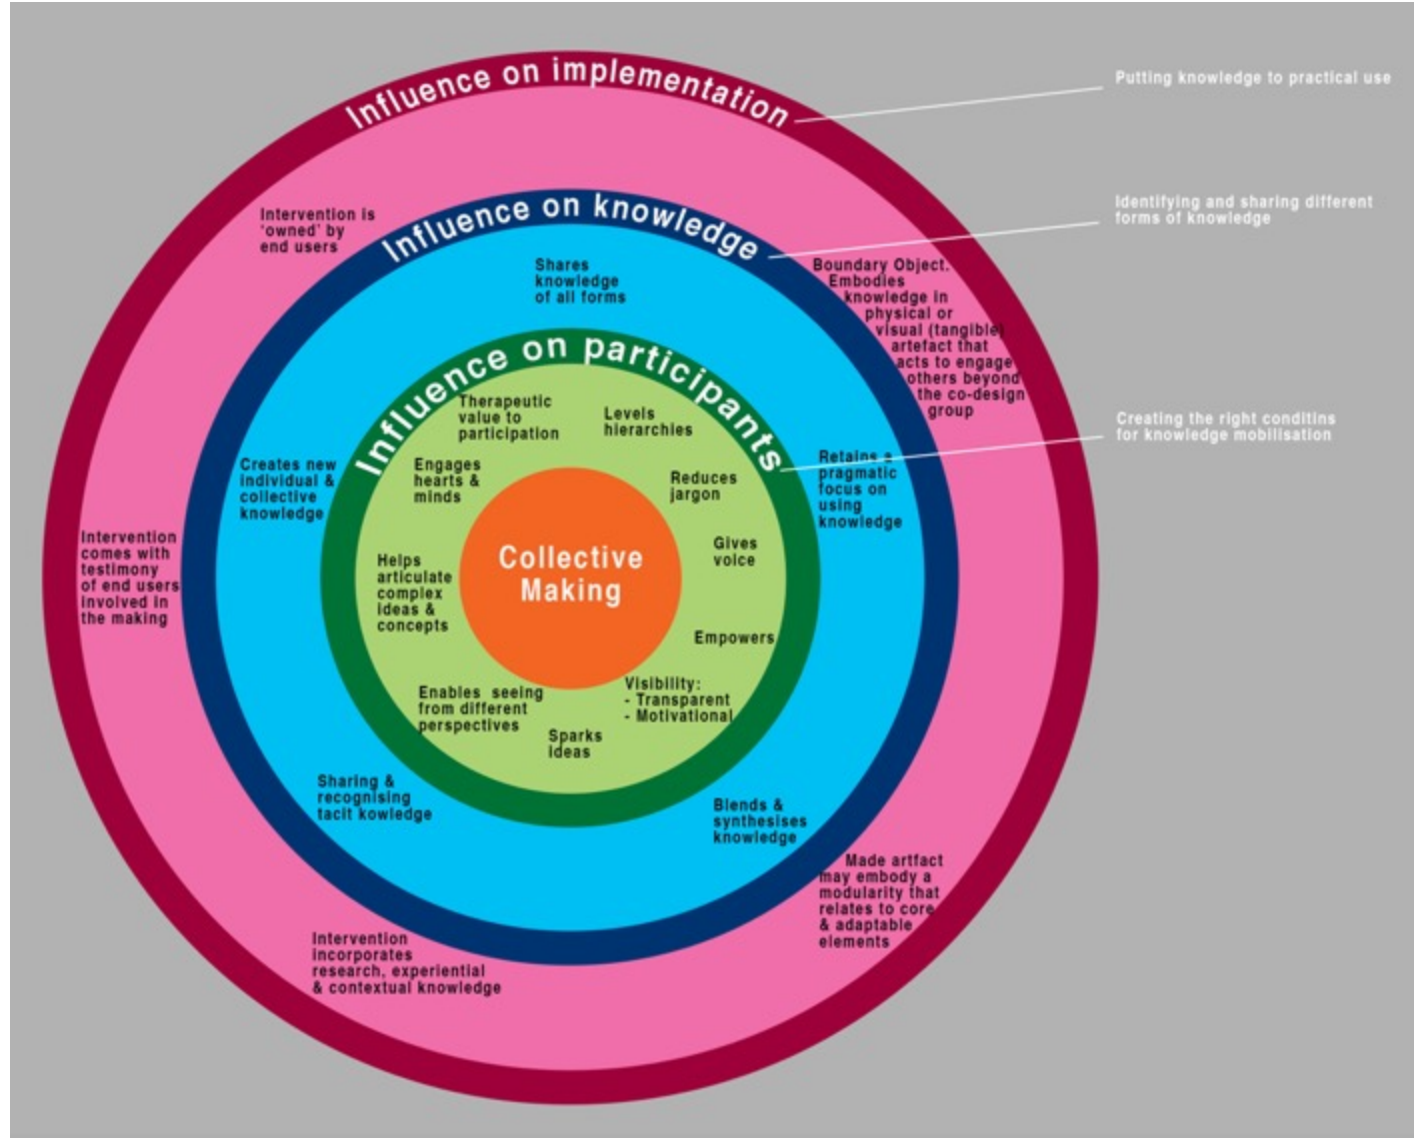 Influence on implementation
Putting knowledge to practical use
Influence on knowledge
Identifying and sharing different
forms of knowledge
Influence on participants
Creating the right conditins
for knowledge mobilisation
Intervention is
‘owned’ by
end users
Boundary Object.
Embodies
knowledge in
physical or
visual (tangible)
artefact that
acts to engage
others beyond
the co-design
group
Intervention
comes with
testimony
of end users
involved in
the making
Made artfact
may embody a
modularity that
relates to core
& adaptable
elements
Intervention
incorporates
research, experiential
& contextual knowledge
Shares
knowledge
of all forms
Creates new
individual &
collective
knowledge
Retains a
pragmatic
focus on
using
knowledge
Sharing &
recognising
tacit kowledge
Blends &
synthesises
knowledge
Therapeutic
value to
participation
Levels
hierarchies
Engages
hearts &
minds
Reduces
jargon
Gives
voice
Helps
articulate
complex
ideas &
concepts
Empowers
Enables seeing
from different
perspectives
Visibility:
- Transparent
- Motivational
Sparks
ideas
Collective
Making